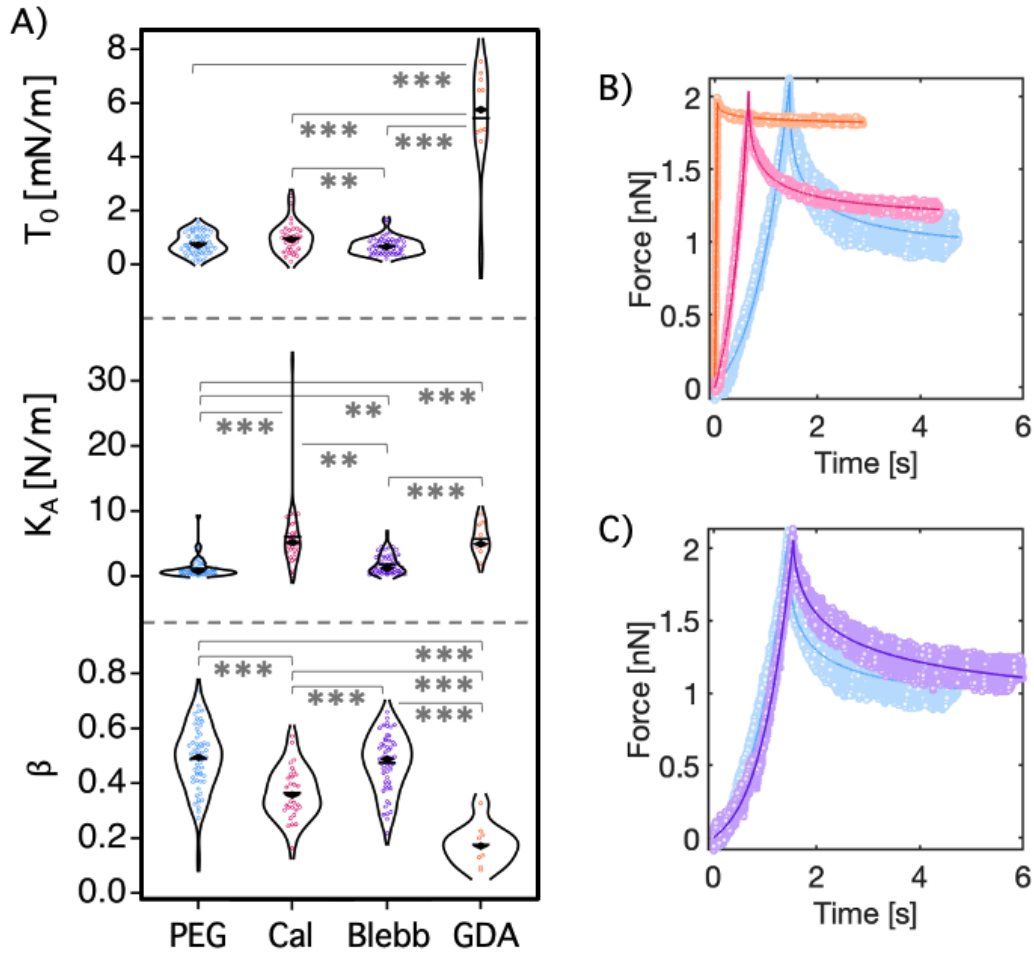 A)
T0 [mN/m]
8
6
4
2
0
***
***
***
**
KA [N/m]
30
20
10
0
***
**
***
**
***
β
0.8
0.6
0.4
0.2
0.0
***
***
***
***
***
PEG Cal Blebb GDA
B)
Force [nN]
2
1.5
1
0.5
0
0 2 4 6
Time [s]
C)
Force [nN]
2
1.5
1
0.5
0
0 2 4 6
Time [s]